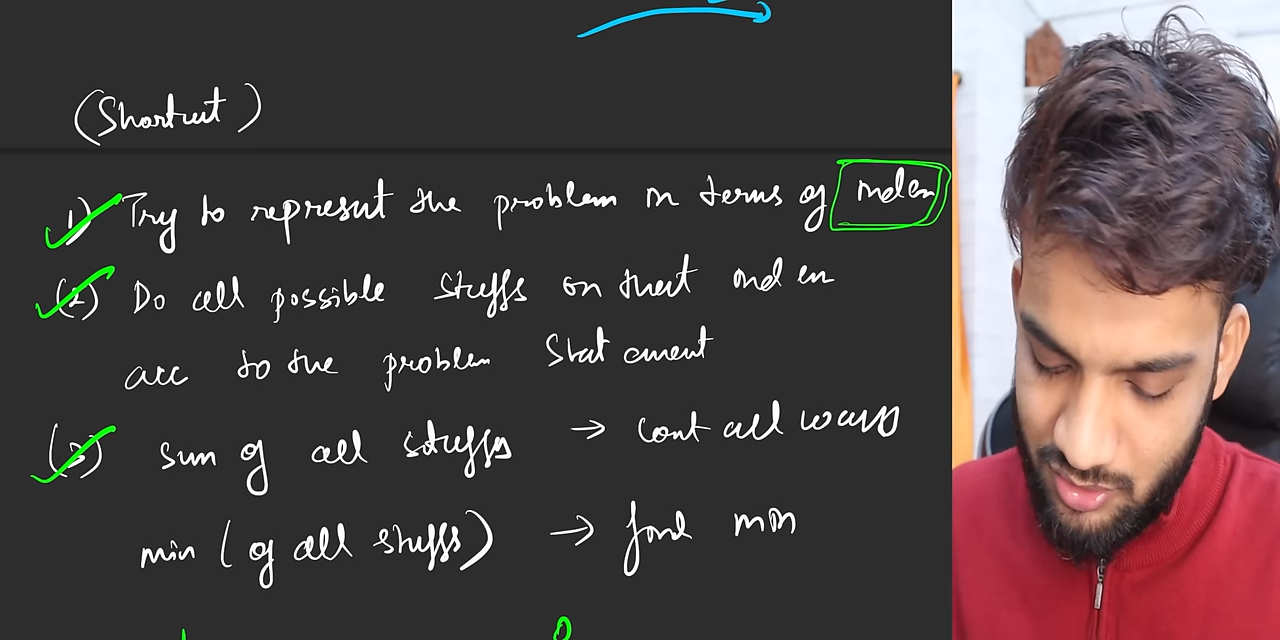 (Shortcut)
1) Try to represent the problem in terms of index
(2) Do all possible stuffs on that index
acc to the problem statement
(3) sum of all stuffs → count all ways
min (of all stuffs) → find min